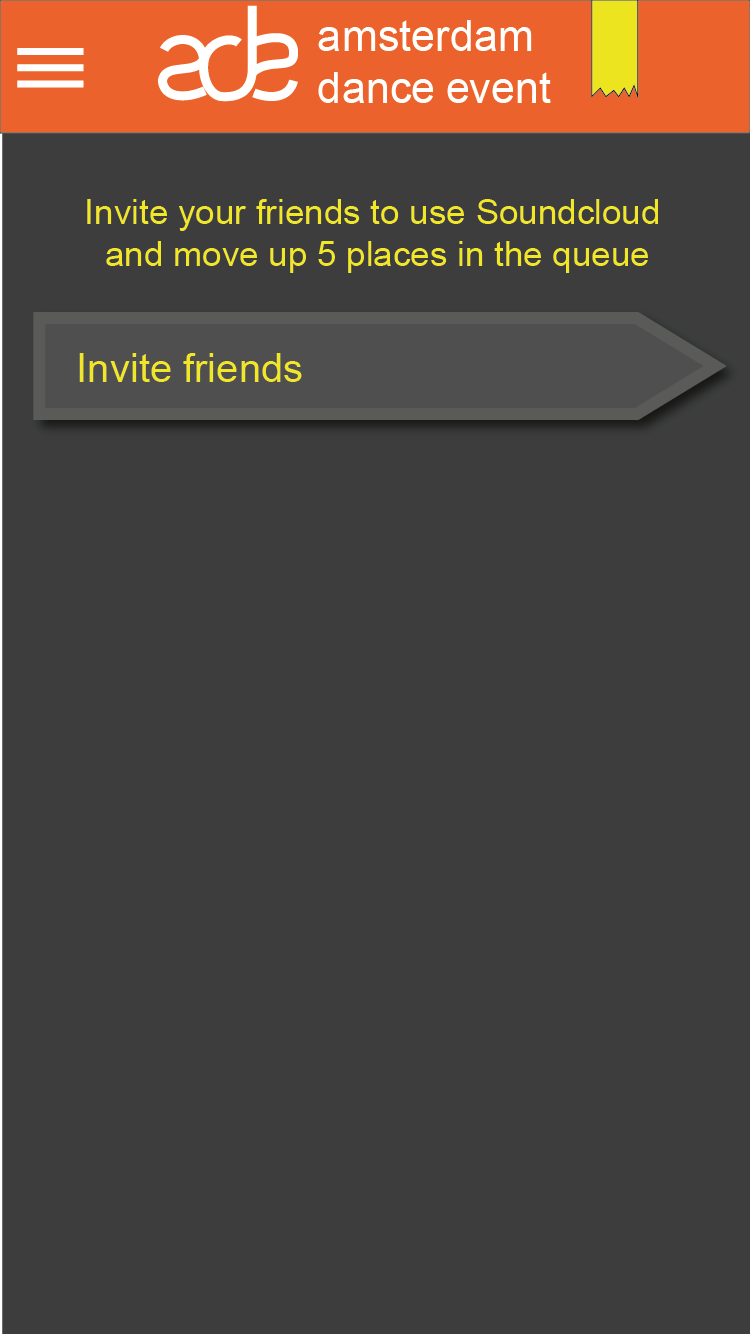 ade
amsterdam
dance event
Invite your friends to use Soundcloud
and move up 5 places in the queue
Invite friends